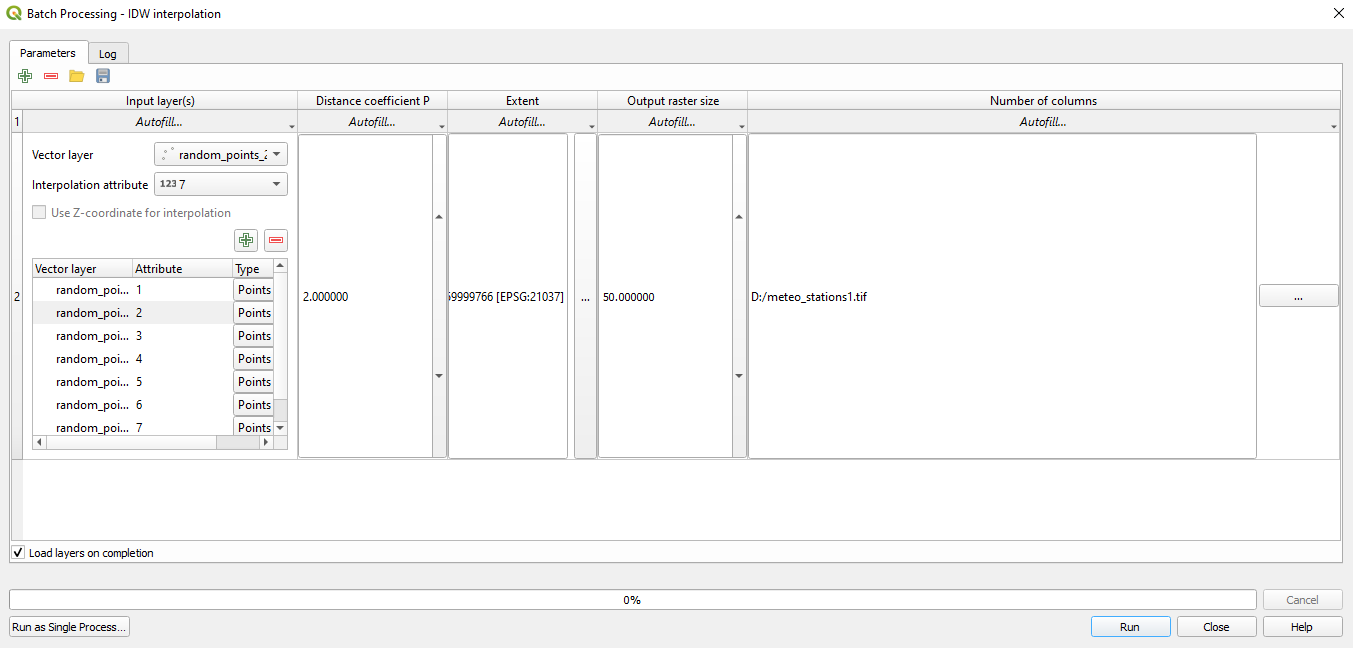 Batch Processing - IDW interpolation
Parameters
Log
Input layer(s) Distance coefficient P Extent Output raster size Number of columns
1 Autofill... Autofill... Autofill... Autofill... Autofill...
Vector layer random_points_2
Interpolation attribute 123 7
Use Z-coordinate for interpolation
Vector layer Attribute Type
random_poi... 1 Points
random_poi... 2 Points
2 2.000000 59999766 [EPSG:21037] ... 50.000000 D:/meteo_stations1.tif ...
random_poi... 3 Points
random_poi... 4 Points
random_poi... 5 Points
random_poi... 6 Points
random_poi... 7 Points
Load layers on completion
0%
Cancel
Run as Single Process...
Run
Close
Help